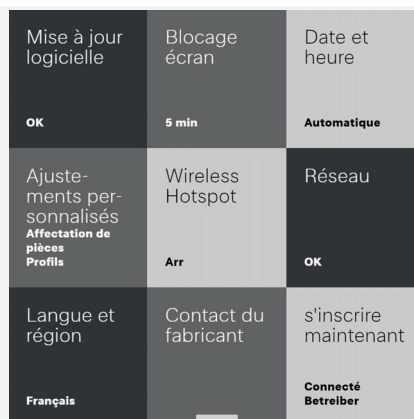 Mise à jour
logicielle
OK
Blocage
écran
5 min
Date et
heure
Automatique
Ajuste-
ments per-
sonnalisés
Affectation de
pièces
Profils
Wireless
Hotspot
Arr
Réseau
OK
Langue et
région
Français
Contact du
fabricant
s'inscrire
maintenant
Connecté
Betreiber